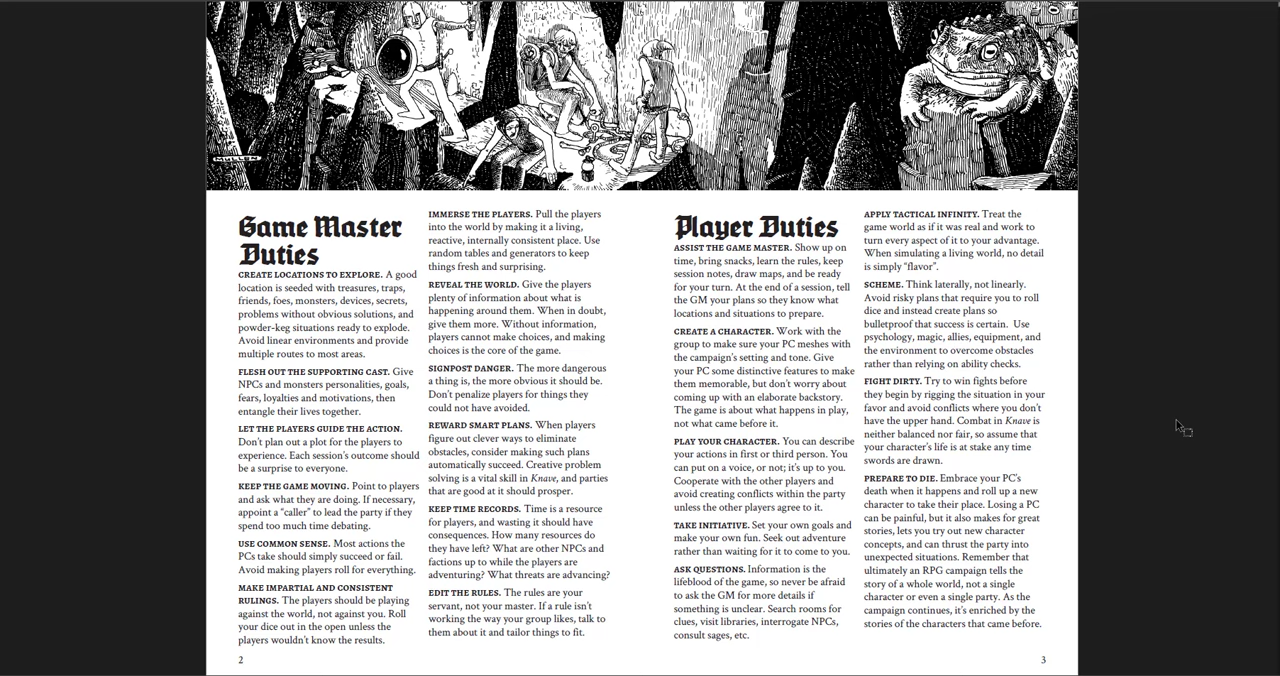 MULLEN
Game Master
Duties
CREATE LOCATIONS TO EXPLORE. A good
location is seeded with treasures, traps,
friends, foes, monsters, devices, secrets,
problems without obvious solutions, and
powder-keg situations ready to explode.
Avoid linear environments and provide
multiple routes to most areas.
FLESH OUT THE SUPPORTING CAST. Give
NPCs and monsters personalities, goals,
fears, loyalties and motivations, then
entangle their lives together.
LET THE PLAYERS GUIDE THE ACTION.
Don't plan out a plot for the players to
experience. Each session's outcome should
be a surprise to everyone.
KEEP THE GAME MOVING. Point to players
and ask what they are doing. If necessary,
appoint a “caller” to lead the party if they
spend too much time debating.
USE COMMON SENSE. Most actions the
PCs take should simply succeed or fail.
Avoid making players roll for everything.
MAKE IMPARTIAL AND CONSISTENT
RULINGS. The players should be playing
against the world, not against you. Roll
your dice out in the open unless the
players wouldn't know the results.
IMMERSE THE PLAYERS. Pull the players
into the world by making it a living,
reactive, internally consistent place. Use
random tables and generators to keep
things fresh and surprising.
REVEAL THE WORLD. Give the players
plenty of information about what is
happening around them. When in doubt,
give them more. Without information,
players cannot make choices, and making
choices is the core of the game.
SIGNPOST DANGER. The more dangerous
a thing is, the more obvious it should be.
Don't penalize players for things they
could not have avoided.
REWARD SMART PLANS. When players
figure out clever ways to eliminate
obstacles, consider making such plans
automatically succeed. Creative problem
solving is a vital skill in Knave, and parties
that are good at it should prosper.
KEEP TIME RECORDS. Time is a resource
for players, and wasting it should have
consequences. How many resources do
they have left? What are other NPCs and
factions up to while the players are
adventuring? What threats are advancing?
EDIT THE RULES. The rules are your
servant, not your master. If a rule isn't
working the way your group likes, talk to
them about it and tailor things to fit.
2
Player Duties
ASSIST THE GAME MASTER. Show up on
time, bring snacks, learn the rules, keep
session notes, draw maps, and be ready
for your turn. At the end of a session, tell
the GM your plans so they know what
locations and situations to prepare.
CREATE A CHARACTER. Work with the
group to make sure your PC meshes with
the campaign's setting and tone. Give
your PC some distinctive features to make
them memorable, but don't worry about
coming up with an elaborate backstory.
The game is about what happens in play,
not what came before it.
PLAY YOUR CHARACTER. You can describe
your actions in first or third person. You
can put on a voice, or not; it's up to you.
Cooperate with the other players and
avoid creating conflicts within the party
unless the other players agree to it.
TAKE INITIATIVE. Set your own goals and
make your own fun. Seek out adventure
rather than waiting for it to come to you.
ASK QUESTIONS. Information is the
lifeblood of the game, so never be afraid
to ask the GM for more details if
something is unclear. Search rooms for
clues, visit libraries, interrogate NPCs,
consult sages, etc.
APPLY TACTICAL INFINITY. Treat the
game world as if it was real and work to
turn every aspect of it to your advantage.
When simulating a living world, no detail
is simply “flavor”.
SCHEME. Think laterally, not linearly.
Avoid risky plans that require you to roll
dice and instead create plans so
bulletproof that success is certain. Use
psychology, magic, allies, equipment, and
the environment to overcome obstacles
rather than relying on ability checks.
FIGHT DIRTY. Try to win fights before
they begin by rigging the situation in your
favor and avoid conflicts where you don't
have the upper hand. Combat in Knave is
neither balanced nor fair, so assume that
your character's life is at stake any time
swords are drawn.
PREPARE TO DIE. Embrace your PC's
death when it happens and roll up a new
character to take their place. Losing a PC
can be painful, but it also makes for great
stories, lets you try out new character
concepts, and can thrust the party into
unexpected situations. Remember that
ultimately an RPG campaign tells the
story of a whole world, not a single
character or even a single party. As the
campaign continues, it's enriched by the
stories of the characters that came before.
3